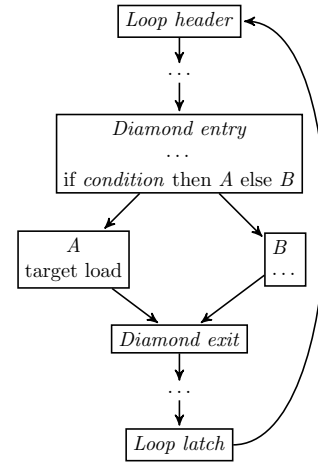 Loop header
...
Diamond entry
...
if condition then A else B
A
target load
B
...
Diamond exit
...
Loop latch